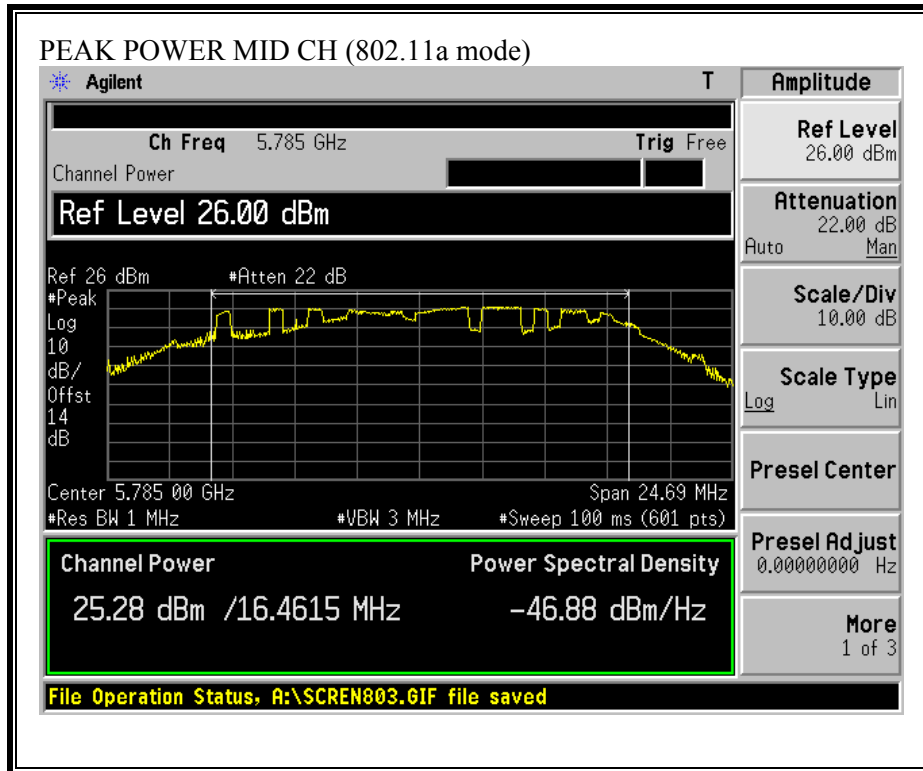 PEAK POWER MID CH (802.11a mode)
Agilent T
Ch Freq 5.785 GHz Trig Free
Channel Power
Ref Level 26.00 dBm
Ref 26 dBm #Atten 22 dB
#Peak
Log
10
dB/
Offst
14
dB
Center 5.785 00 GHz Span 24.69 MHz
#Res BW 1 MHz #VBW 3 MHz #Sweep 100 ms (601 pts)
Channel Power Power Spectral Density
25.28 dBm /16.4615 MHz -46.88 dBm/Hz
File Operation Status, A:\SCREN803.GIF file saved
Amplitude
Ref Level
26.00 dBm
Attenuation
22.00 dB
Auto Man
Scale/Div
10.00 dB
Scale Type
Log Lin
Presel Center
Presel Adjust
0.00000000 Hz
More
1 of 3